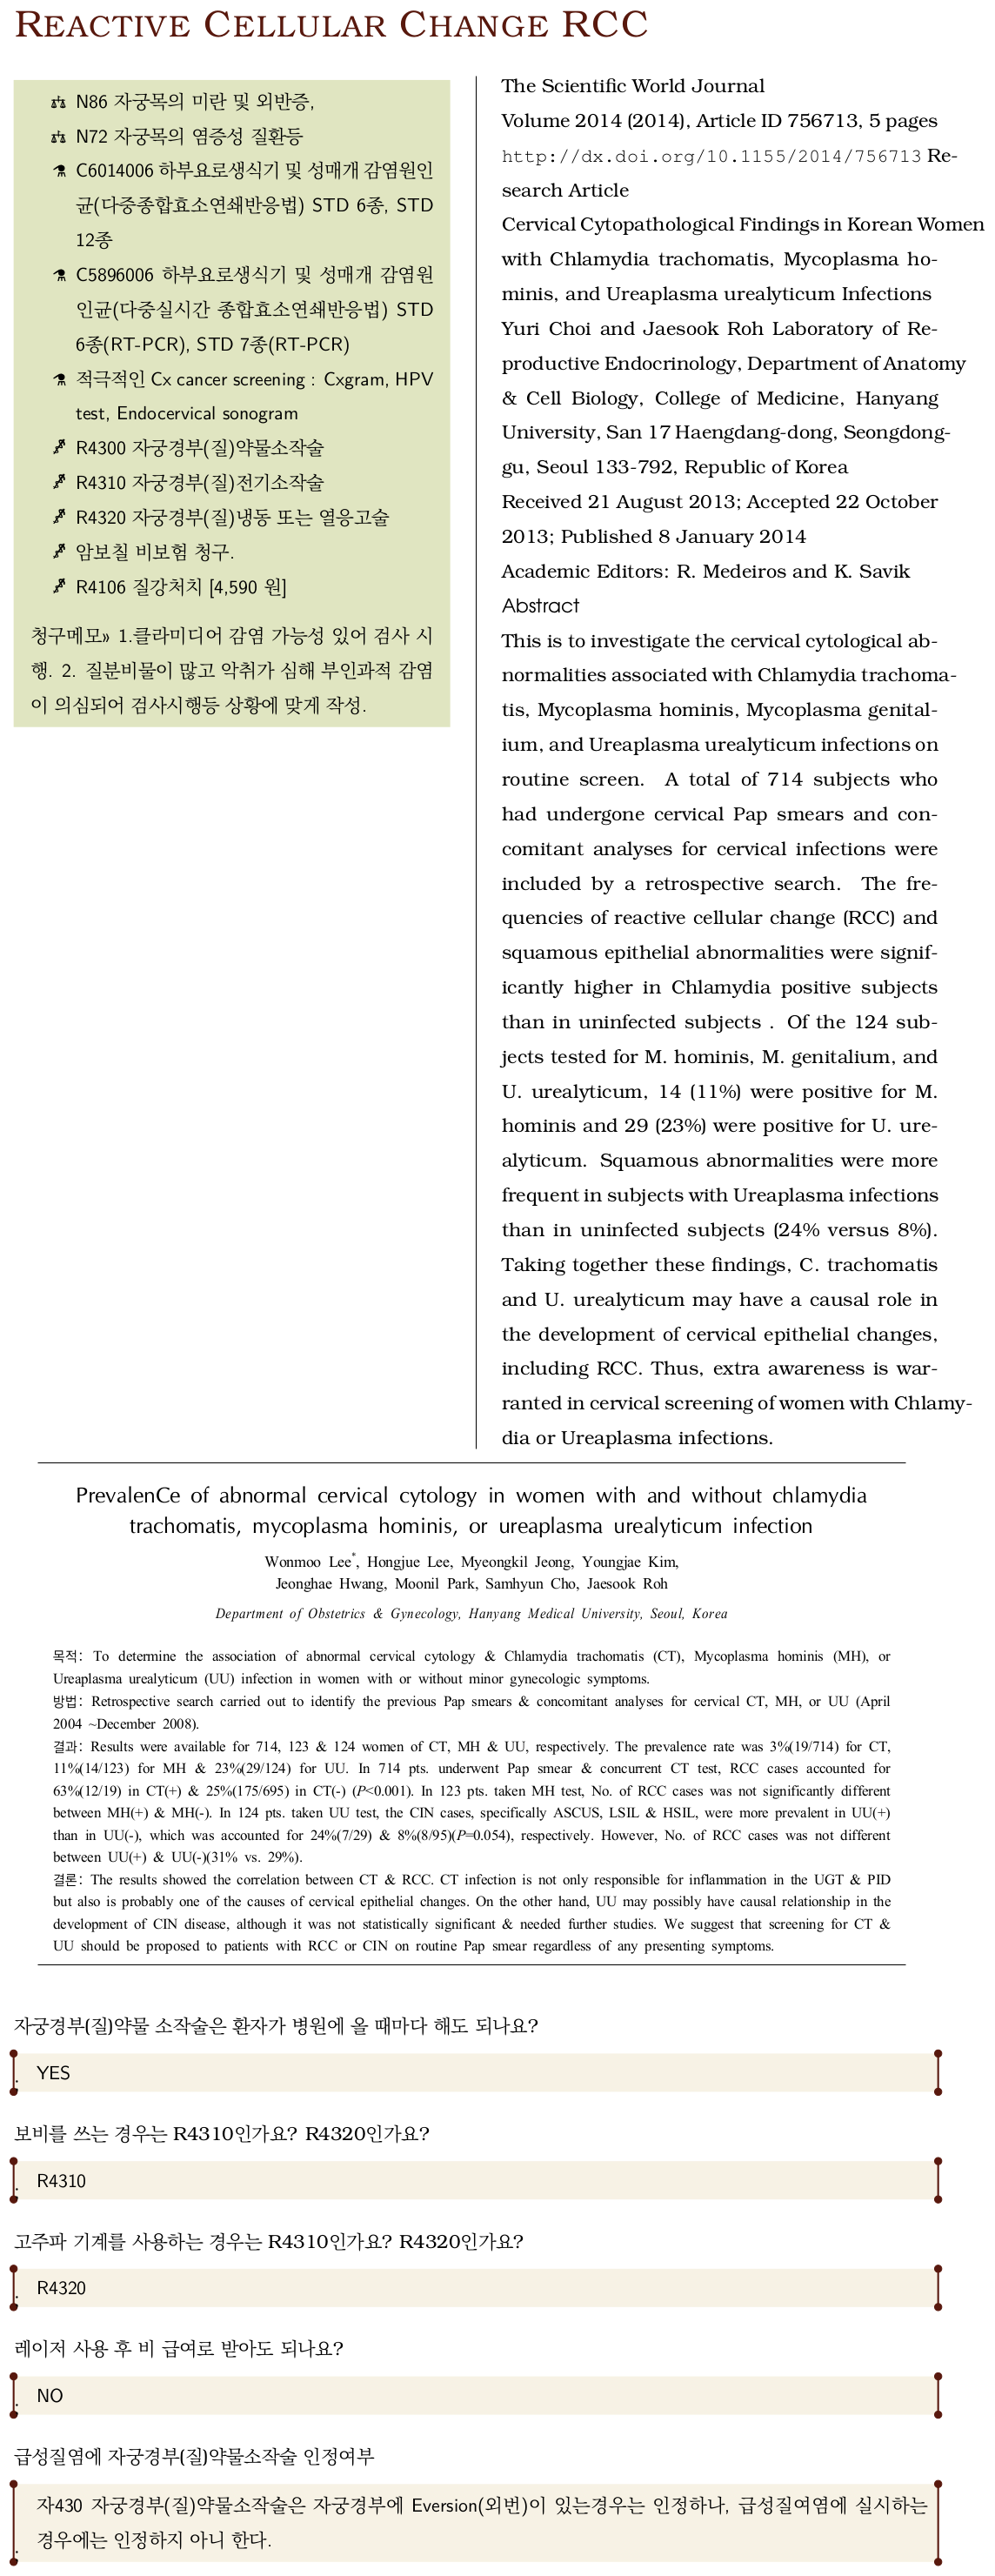 REACTIVE CELLULAR CHANGE RCC
N86 자궁목의 미란 및 외반증,
N72 자궁목의 염증성 질환등
C6014006 하부요로생식기 및 성매개 감염원인
균(다중종합효소연쇄반응법) STD 6종, STD
12종
C5896006 하부요로생식기 및 성매개 감염원
인균(다중실시간 종합효소연쇄반응법) STD
6종(RT-PCR), STD 7종(RT-PCR)
적극적인 Cx cancer screening : Cxgram, HPV
test, Endocervical sonogram
R4300 자궁경부(질)약물소작술
R4310 자궁경부(질)전기소작술
R4320 자궁경부(질)냉동 또는 열응고술
암보칠 비보험 청구.
R4106 질강처치 [4,590 원]
청구메모» 1.클라미디어 감염 가능성 있어 검사 시
행. 2. 질분비물이 많고 악취가 심해 부인과적 감염
이 의심되어 검사시행등 상황에 맞게 작성.
The Scientific World Journal
Volume 2014 (2014), Article ID 756713, 5 pages
http://dx.doi.org/10.1155/2014/756713 Re-
search Article
Cervical Cytopathological Findings in Korean Women
with Chlamydia trachomatis, Mycoplasma ho-
minis, and Ureaplasma urealyticum Infections
Yuri Choi and Jaesook Roh Laboratory of Re-
productive Endocrinology, Department of Anatomy
& Cell Biology, College of Medicine, Hanyang
University, San 17 Haengdang-dong, Seongdong-
gu, Seoul 133-792, Republic of Korea
Received 21 August 2013; Accepted 22 October
2013; Published 8 January 2014
Academic Editors: R. Medeiros and K. Savik
Abstract
This is to investigate the cervical cytological ab-
normalities associated with Chlamydia trachoma-
tis, Mycoplasma hominis, Mycoplasma genital-
ium, and Ureaplasma urealyticum infections on
routine screen. A total of 714 subjects who
had undergone cervical Pap smears and con-
comitant analyses for cervical infections were
included by a retrospective search. The fre-
quencies of reactive cellular change (RCC) and
squamous epithelial abnormalities were signif-
icantly higher in Chlamydia positive subjects
than in uninfected subjects . Of the 124 sub-
jects tested for M. hominis, M. genitalium, and
U. urealyticum, 14 (11%) were positive for M.
hominis and 29 (23%) were positive for U. ure-
alyticum. Squamous abnormalities were more
frequent in subjects with Ureaplasma infections
than in uninfected subjects (24% versus 8%).
Taking together these findings, C. trachomatis
and U. urealyticum may have a causal role in
the development of cervical epithelial changes,
including RCC. Thus, extra awareness is war-
ranted in cervical screening of women with Chlamy-
dia or Ureaplasma infections.
PrevalenCe of abnormal cervical cytology in women with and without chlamydia
trachomatis, mycoplasma hominis, or ureaplasma urealyticum infection
Wonmoo Lee*, Hongjue Lee, Myeongkil Jeong, Youngjae Kim,
Jeonghae Hwang, Moonil Park, Samhyun Cho, Jaesook Roh
Department of Obstetrics & Gynecology, Hanyang Medical University, Seoul, Korea
목적: To determine the association of abnormal cervical cytology & Chlamydia trachomatis (CT), Mycoplasma hominis (MH), or
Ureaplasma urealyticum (UU) infection in women with or without minor gynecologic symptoms.
방법: Retrospective search carried out to identify the previous Pap smears & concomitant analyses for cervical CT, MH, or UU (April
2004 ~December 2008).
결과: Results were available for 714, 123 & 124 women of CT, MH & UU, respectively. The prevalence rate was 3%(19/714) for CT,
11%(14/123) for MH & 23%(29/124) for UU. In 714 pts. underwent Pap smear & concurrent CT test, RCC cases accounted for
63%(12/19) in CT(+) & 25%(175/695) in CT(-) (P<0.001). In 123 pts. taken MH test, No. of RCC cases was not significantly different
between MH(+) & MH(-). In 124 pts. taken UU test, the CIN cases, specifically ASCUS, LSIL & HSIL, were more prevalent in UU(+)
than in UU(-), which was accounted for 24%(7/29) & 8%(8/95)(P=0.054), respectively. However, No. of RCC cases was not different
between UU(+) & UU(-)(31% vs. 29%).
결론: The results showed the correlation between CT & RCC. CT infection is not only responsible for inflammation in the UGT & PID
but also is probably one of the causes of cervical epithelial changes. On the other hand, UU may possibly have causal relationship in the
development of CIN disease, although it was not statistically significant & needed further studies. We suggest that screening for CT &
UU should be proposed to patients with RCC or CIN on routine Pap smear regardless of any presenting symptoms.
자궁경부(질)약물 소작술은 환자가 병원에 올 때마다 해도 되나요?
. YES
보비를 쓰는 경우는 R4310인가요? R4320인가요?
. R4310
고주파 기계를 사용하는 경우는 R4310인가요? R4320인가요?
. R4320
레이저 사용 후 비 급여로 받아도 되나요?
. NO
급성질염에 자궁경부(질)약물소작술 인정여부
자430 자궁경부(질)약물소작술은 자궁경부에 Eversion(외번)이 있는경우는 인정하나, 급성질여염에 실시하는
. 경우에는 인정하지 아니 한다.